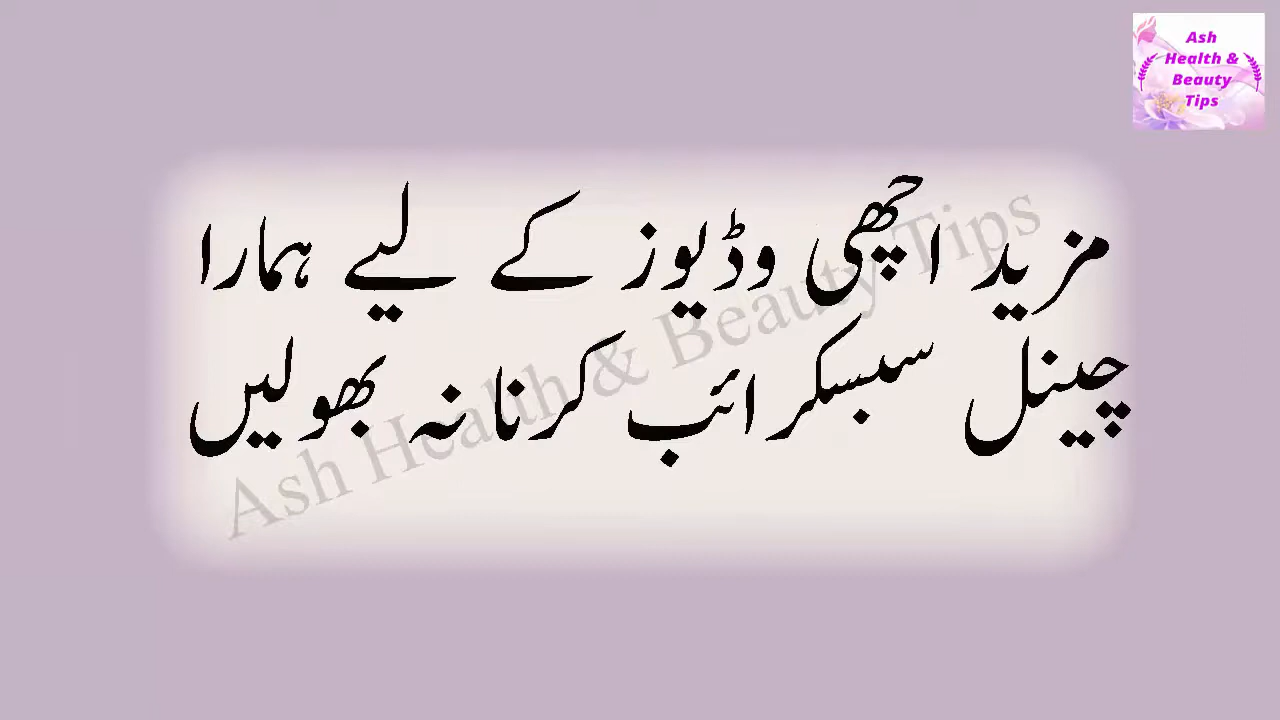 Ash
Health &
Beauty
Tips
مزید اچھی وڈیوز کے لیے ہمارا
چینل سبسکرائب کرنا نہ بھولیں
Ash Health & Beauty Tips